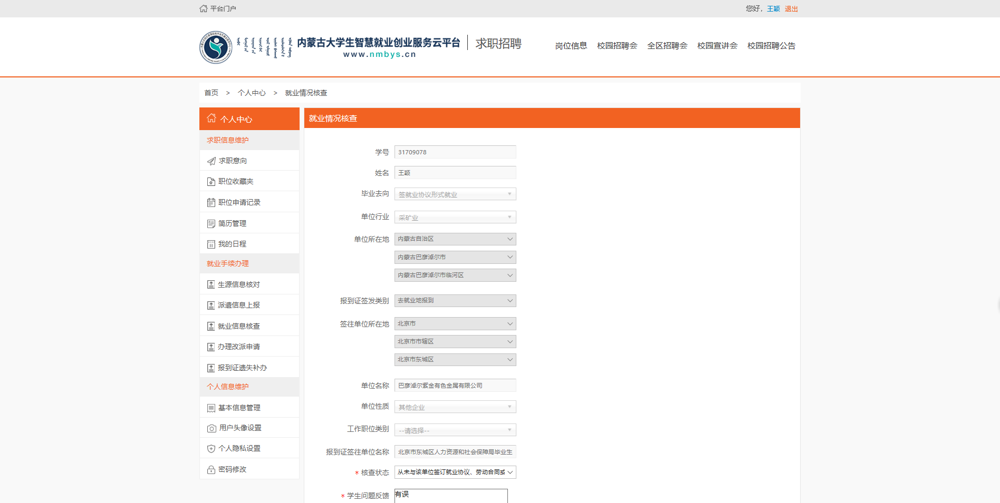 平台门户
您好，王颖 退出
内蒙古大学生智慧就业创业服务云平台
www.nmbys.cn
求职招聘
岗位信息 校园招聘会 全区招聘会 校园宣讲会 校园招聘公告
首页 > 个人中心 > 就业情况核查
个人中心
求职信息维护
求职意向
职位收藏夹
职位申请记录
简历管理
我的日程
就业手续办理
生源信息核对
派遣信息上报
就业信息核查
办理改派申请
报到证遗失补办
个人信息维护
基本信息管理
用户头像设置
个人隐私设置
密码修改
就业情况核查
学号 31709078
姓名 王颖
毕业去向 签就业协议形式就业
单位行业 采矿业
单位所在地 内蒙古自治区
内蒙古巴彦淖尔市
内蒙古巴彦淖尔市临河区
报到证签发类别 去就业地报到
签往单位所在地 北京市
北京市市辖区
北京市东城区
单位名称 巴彦淖尔紫金有色金属有限公司
单位性质 其他企业
工作职位类别 --请选择--
报到证签往单位名称 北京市东城区人力资源和社会保障局毕业生
* 核查状态 从未与该单位签订就业协议、劳动合同或
* 学生问题反馈 有误